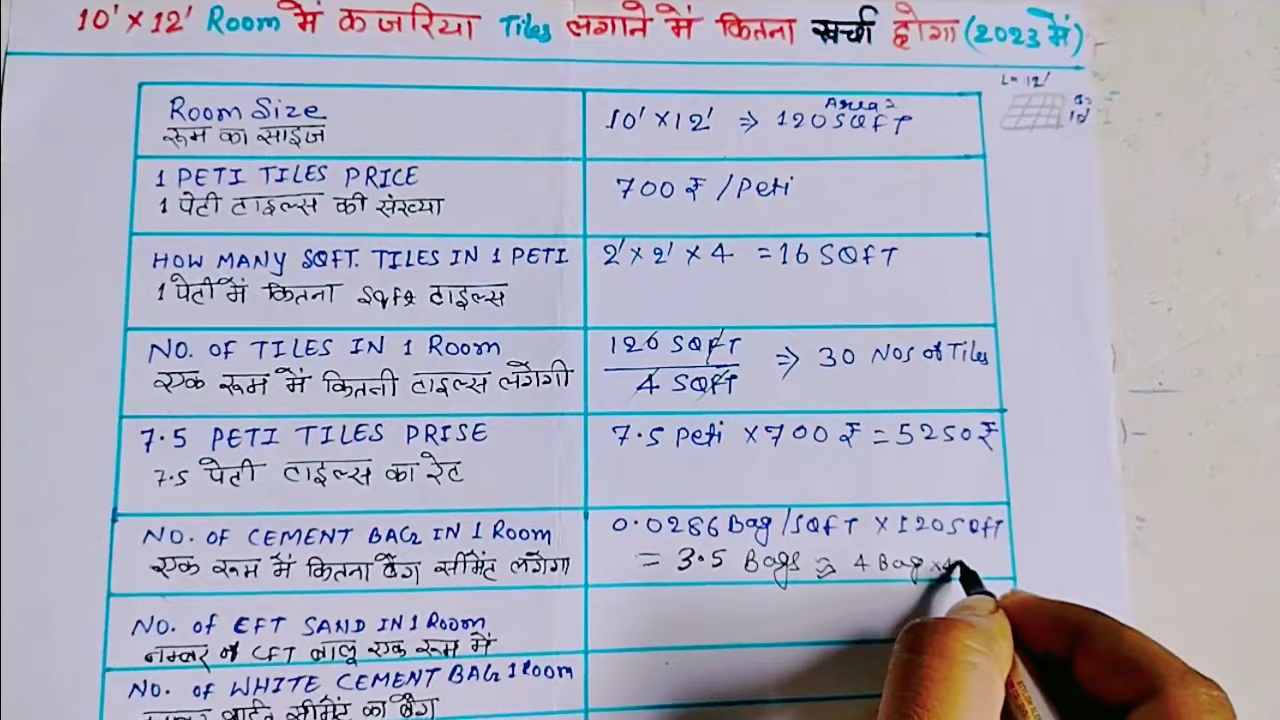 10' × 12' Room में कजरिया Tiles लगाने में कितना खर्चा होगा (2023 में)
L = 12'
Room Size
रूम का साइज
Area =
10' × 12' ⇒ 120 SQFT
10'
1 PETI TILES PRICE
1 पेटी टाइल्स की संख्या
700 ₹ / Peti
HOW MANY SQFT. TILES IN 1 PETI
1 पेटी में कितना sqft टाइल्स
2' × 2' × 4 = 16 SQFT
NO. OF TILES IN 1 Room
एक रूम में कितनी टाइल्स लगेगी
120 SQFT
4 SQFT
⇒ 30 Nos of Tiles
7.5 PETI TILES PRISE
7.5 पेटी टाइल्स का रेट
7.5 Peti × 700 ₹ = 5250 ₹
NO. OF CEMENT BAG IN 1 Room
एक रूम में कितना बैग सीमेंट लगेगा
0.0286 Bag/SQFT × 120 SQFT
= 3.5 Bags ≈ 4 Bag ×
NO. of CFT SAND IN 1 Room
नम्बर of CFT बालू एक रूम में
NO. of WHITE CEMENT BAG 1 Room
सीमेंट का बैग